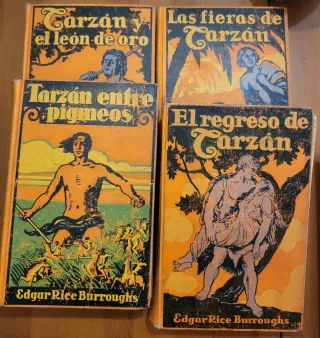 Tarzán y
el león de oro
Las fieras de
Tarzán
Tarzán entre
pigmeos
Edgar Rice Burroughs
El regreso de
Tarzán
Edgar Rice Burroughs